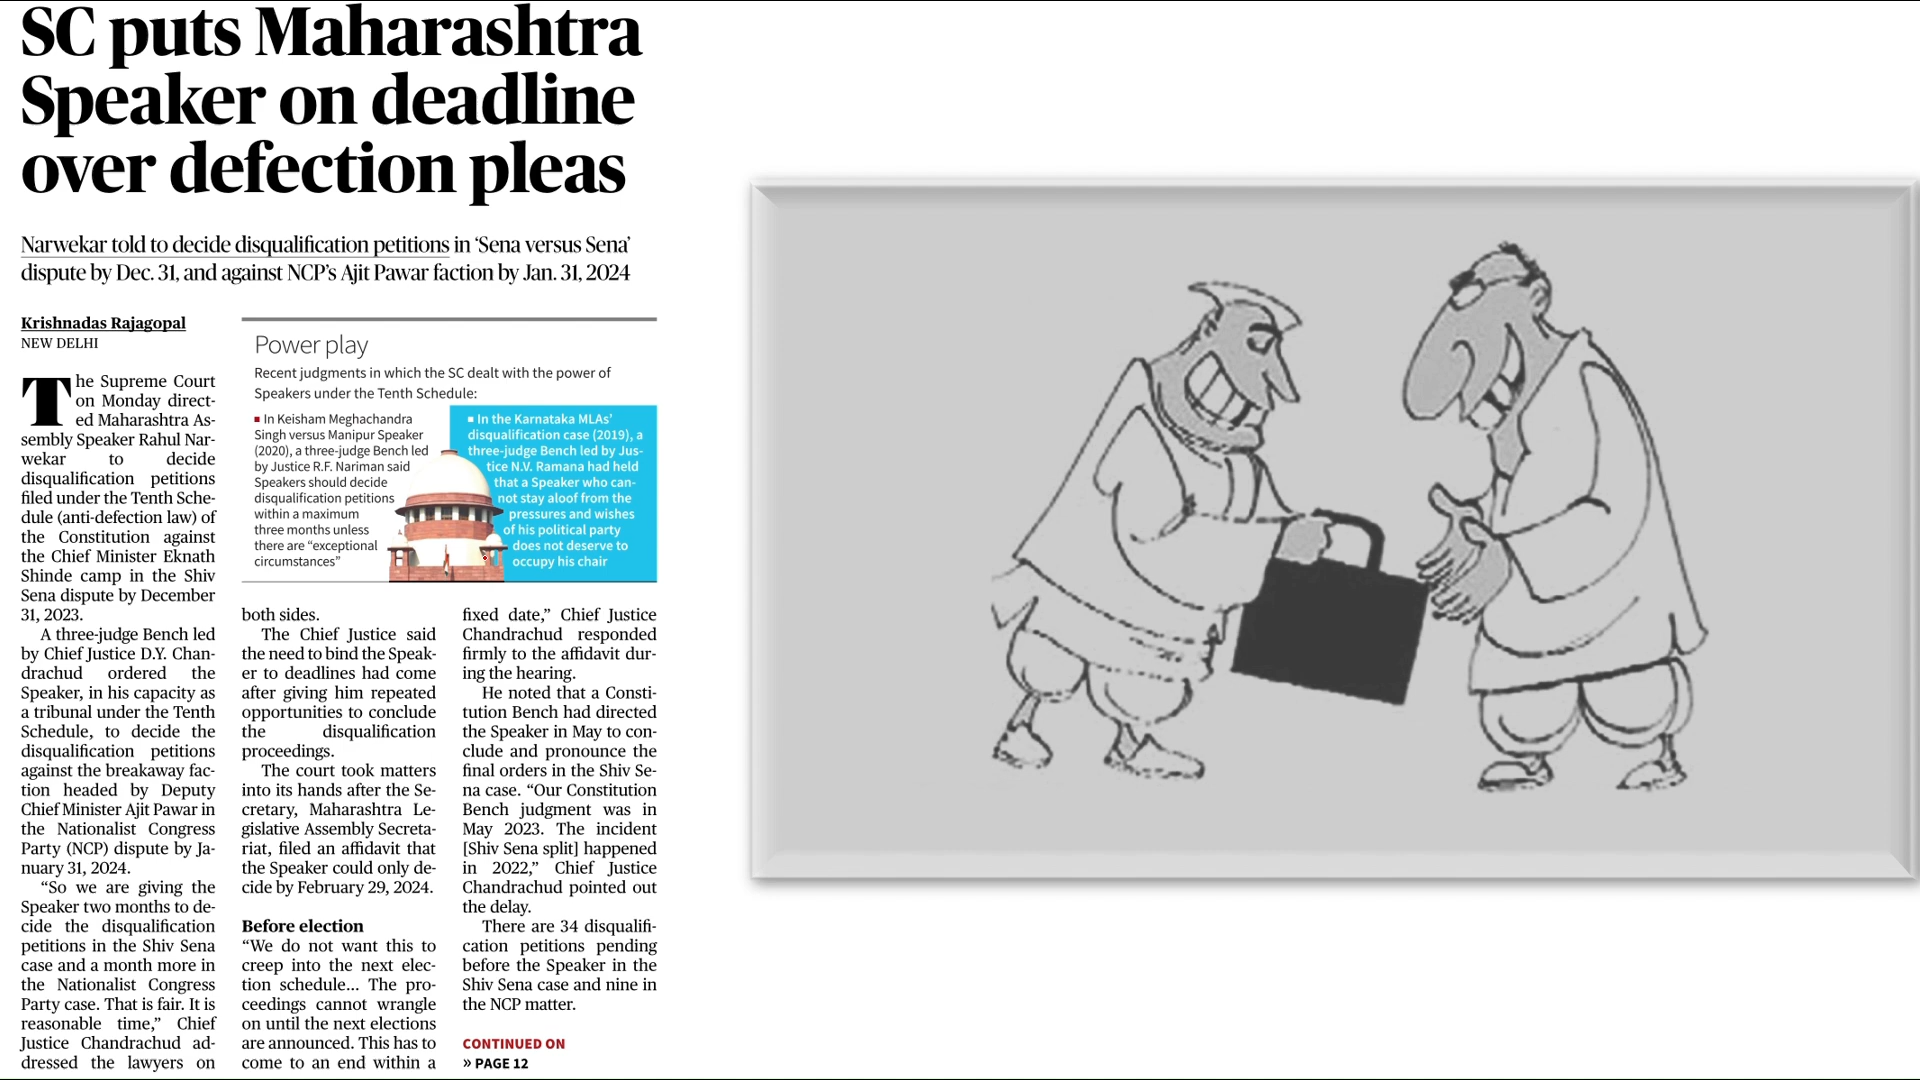 SC puts Maharashtra
Speaker on deadline
over defection pleas
Narwekar told to decide disqualification petitions in ‘Sena versus Sena’
dispute by Dec. 31, and against NCP’s Ajit Pawar faction by Jan. 31, 2024
Krishnadas Rajagopal
NEW DELHI
The Supreme Court
on Monday direct-
ed Maharashtra As-
sembly Speaker Rahul Nar-
wekar to decide
disqualification petitions
filed under the Tenth Sche-
dule (anti-defection law) of
the Constitution against
the Chief Minister Eknath
Shinde camp in the Shiv
Sena dispute by December
31, 2023.
A three-judge Bench led
by Chief Justice D.Y. Chan-
drachud ordered the
Speaker, in his capacity as
a tribunal under the Tenth
Schedule, to decide the
disqualification petitions
against the breakaway fac-
tion headed by Deputy
Chief Minister Ajit Pawar in
the Nationalist Congress
Party (NCP) dispute by Ja-
nuary 31, 2024.
“So we are giving the
Speaker two months to de-
cide the disqualification
petitions in the Shiv Sena
case and a month more in
the Nationalist Congress
Party case. That is fair. It is
reasonable time,” Chief
Justice Chandrachud ad-
dressed the lawyers on
Power play
Recent judgments in which the SC dealt with the power of
Speakers under the Tenth Schedule:
In Keisham Meghachandra
Singh versus Manipur Speaker
(2020), a three-judge Bench led
by Justice R.F. Nariman said
Speakers should decide
disqualification petitions
within a maximum
three months unless
there are “exceptional
circumstances”
In the Karnataka MLAs’
disqualification case (2019), a
three-judge Bench led by Jus-
tice N.V. Ramana had held
that a Speaker who can-
not stay aloof from the
pressures and wishes
of his political party
does not deserve to
occupy his chair
both sides.
The Chief Justice said
the need to bind the Speak-
er to deadlines had come
after giving him repeated
opportunities to conclude
the disqualification
proceedings.
The court took matters
into its hands after the Se-
cretary, Maharashtra Le-
gislative Assembly Secreta-
riat, filed an affidavit that
the Speaker could only de-
cide by February 29, 2024.
Before election
“We do not want this to
creep into the next elec-
tion schedule... The pro-
ceedings cannot wrangle
on until the next elections
are announced. This has to
come to an end within a
fixed date,” Chief Justice
Chandrachud responded
firmly to the affidavit dur-
ing the hearing.
He noted that a Consti-
tution Bench had directed
the Speaker in May to con-
clude and pronounce the
final orders in the Shiv Se-
na case. “Our Constitution
Bench judgment was in
May 2023. The incident
[Shiv Sena split] happened
in 2022,” Chief Justice
Chandrachud pointed out
the delay.
There are 34 disqualifi-
cation petitions pending
before the Speaker in the
Shiv Sena case and nine in
the NCP matter.
CONTINUED ON
» PAGE 12